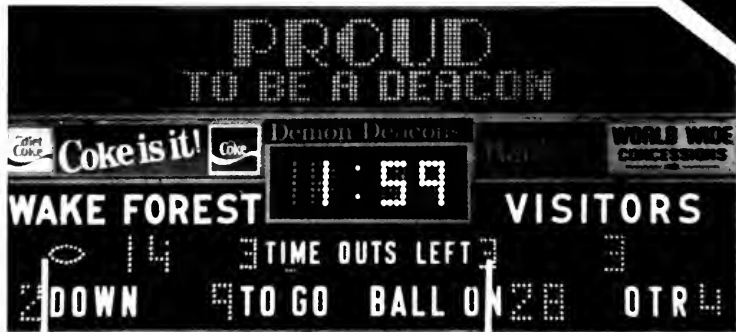 PROUD
TO BE A DEACON
diet Coke Coke is it! Coke Demon Deacons WORLD WIDE CONCESSIONS
1:59
WAKE FOREST VISITORS
14 3 TIME OUTS LEFT 3 3
2 DOWN 9 TO GO BALL ON 28 QTR 4